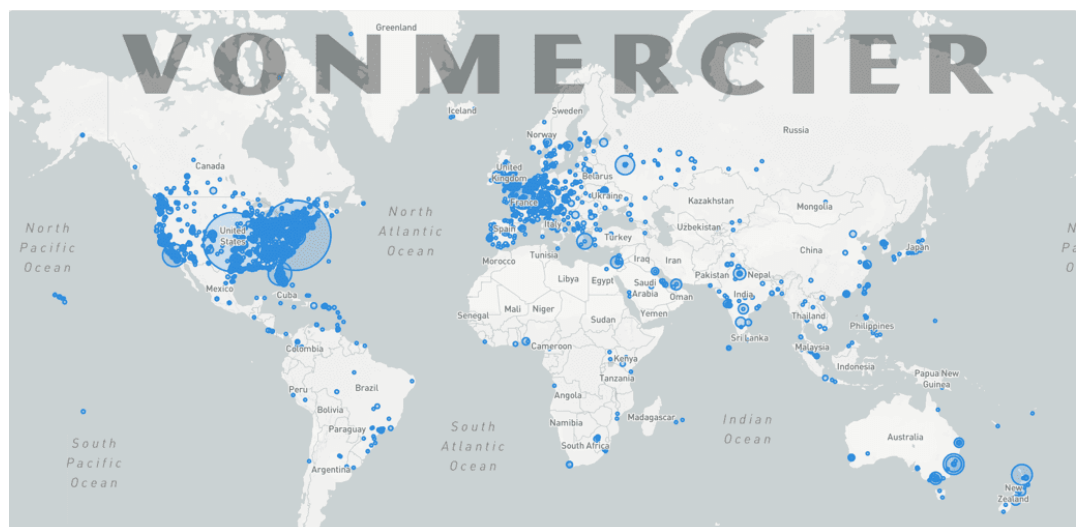 VONMERCIER
Greenland
Iceland
Sweden
Norway
Russia
Canada
United
Kingdom
Belarus
Ukraine
France
Kazakhstan
Mongolia
North
Pacific
Ocean
United
States
North
Atlantic
Ocean
Spain
Italy
Turkey
Uzbekistan
China
Japan
N
Pa
O
Morocco
Tunisia
Iraq
Iran
Pakistan
Nepal
Mexico
Cuba
Libya
Egypt
Saudi
Arabia
Oman
India
Mali
Niger
Senegal
Sudan
Yemen
Thailand
Philippines
Sri Lanka
Malaysia
Colombia
Cameroon
Kenya
Indonesia
Papua New
Guinea
Tanzania
Peru
Brazil
Angola
Bolivia
Namibia
Madagascar
Indian
Ocean
South
Pacific
Ocean
Paraguay
South
Atlantic
Ocean
South Africa
Australia
Argentina
New
Zealand